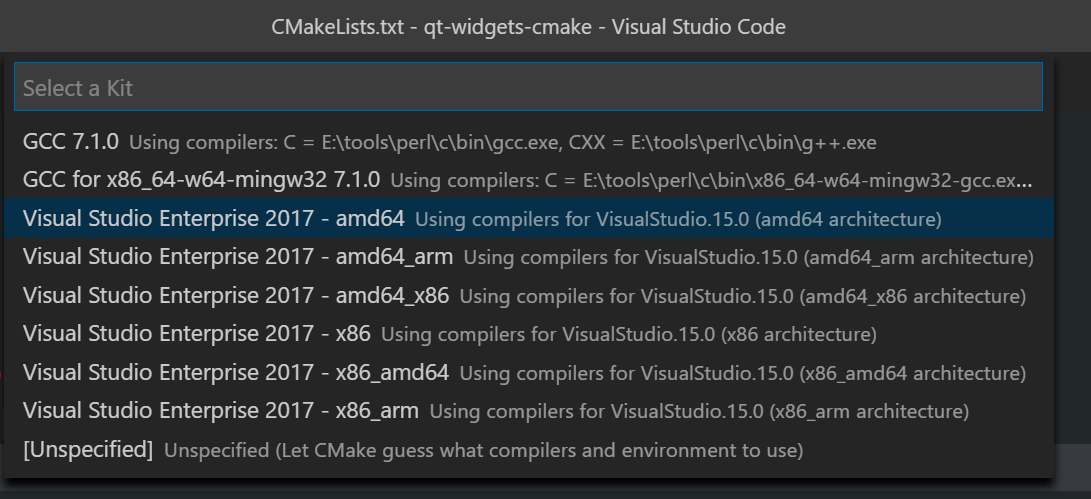 CMakeLists.txt - qt-widgets-cmake - Visual Studio Code
Select a Kit
GCC 7.1.0 Using compilers: C = E:\tools\perl\c\bin\gcc.exe, CXX = E:\tools\perl\c\bin\g++.exe
GCC for x86_64-w64-mingw32 7.1.0 Using compilers: C = E:\tools\perl\c\bin\x86_64-w64-mingw32-gcc.ex...
Visual Studio Enterprise 2017 - amd64 Using compilers for VisualStudio.15.0 (amd64 architecture)
Visual Studio Enterprise 2017 - amd64_arm Using compilers for VisualStudio.15.0 (amd64_arm architecture)
Visual Studio Enterprise 2017 - amd64_x86 Using compilers for VisualStudio.15.0 (amd64_x86 architecture)
Visual Studio Enterprise 2017 - x86 Using compilers for VisualStudio.15.0 (x86 architecture)
Visual Studio Enterprise 2017 - x86_amd64 Using compilers for VisualStudio.15.0 (x86_amd64 architecture)
Visual Studio Enterprise 2017 - x86_arm Using compilers for VisualStudio.15.0 (x86_arm architecture)
[Unspecified] Unspecified (Let CMake guess what compilers and environment to use)